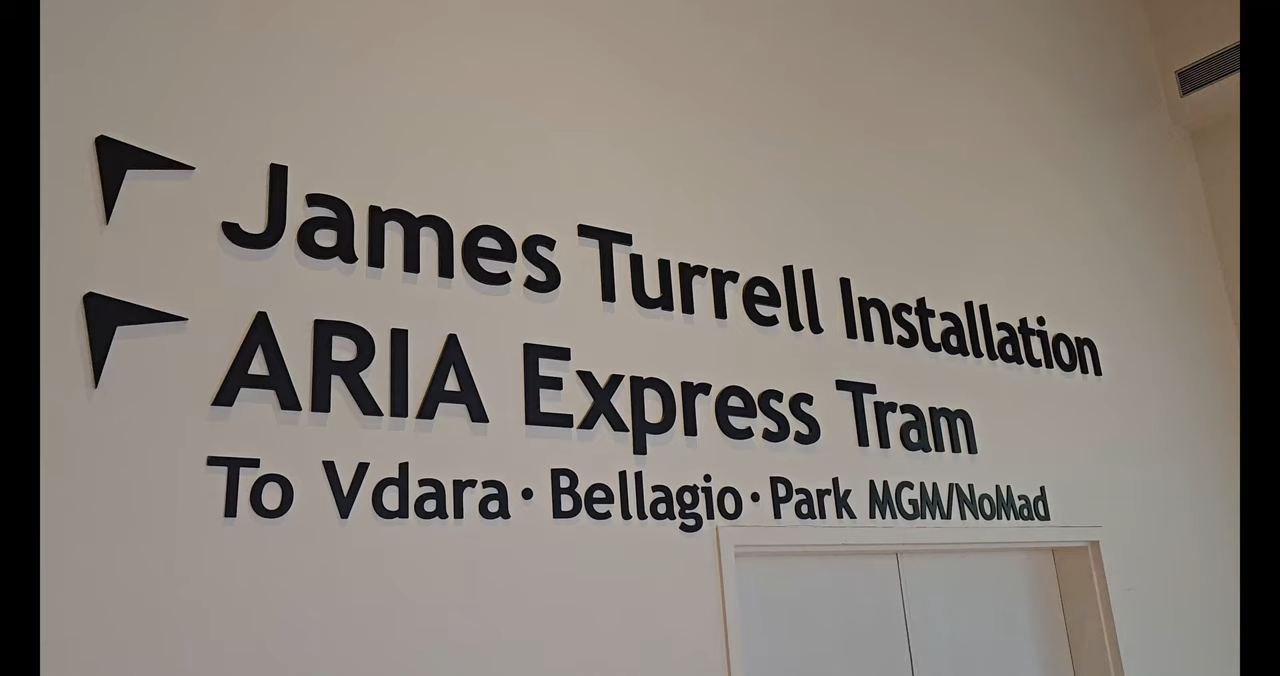 James Turrell Installation
ARIA Express Tram
To Vdara · Bellagio · Park MGM/NoMad